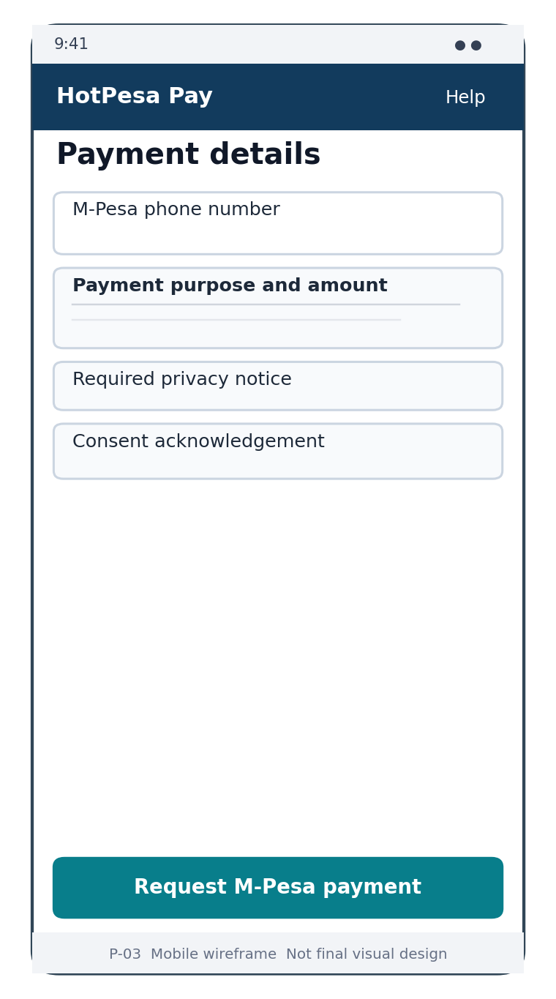 9:41
HotPesa Pay
Help
Payment details
M-Pesa phone number
Payment purpose and amount
Required privacy notice
Consent acknowledgement
Request M-Pesa payment
P-03  Mobile wireframe  Not final visual design